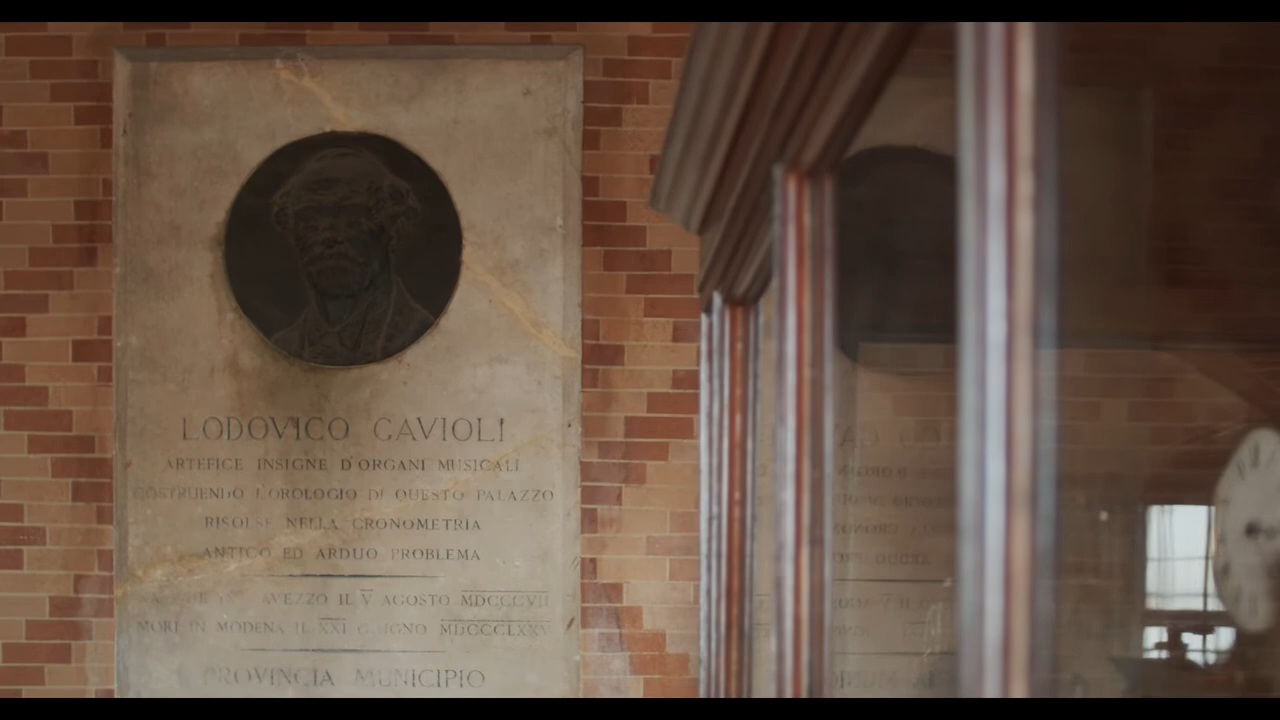 LODOVICO GAVIOLI
ARTEFICE INSIGNE D'ORGANI MUSICALI
COSTRUENDO L'OROLOGIO DI QUESTO PALAZZO
RISOLSE NELLA CRONOMETRIA
ANTICO ED ARDUO PROBLEMA
AVEZZO IL V AGOSTO MDCCCVII
MORÌ IN MODENA IL XXI GIUGNO MDCCCLXXV
PROVINCIA MUNICIPIO